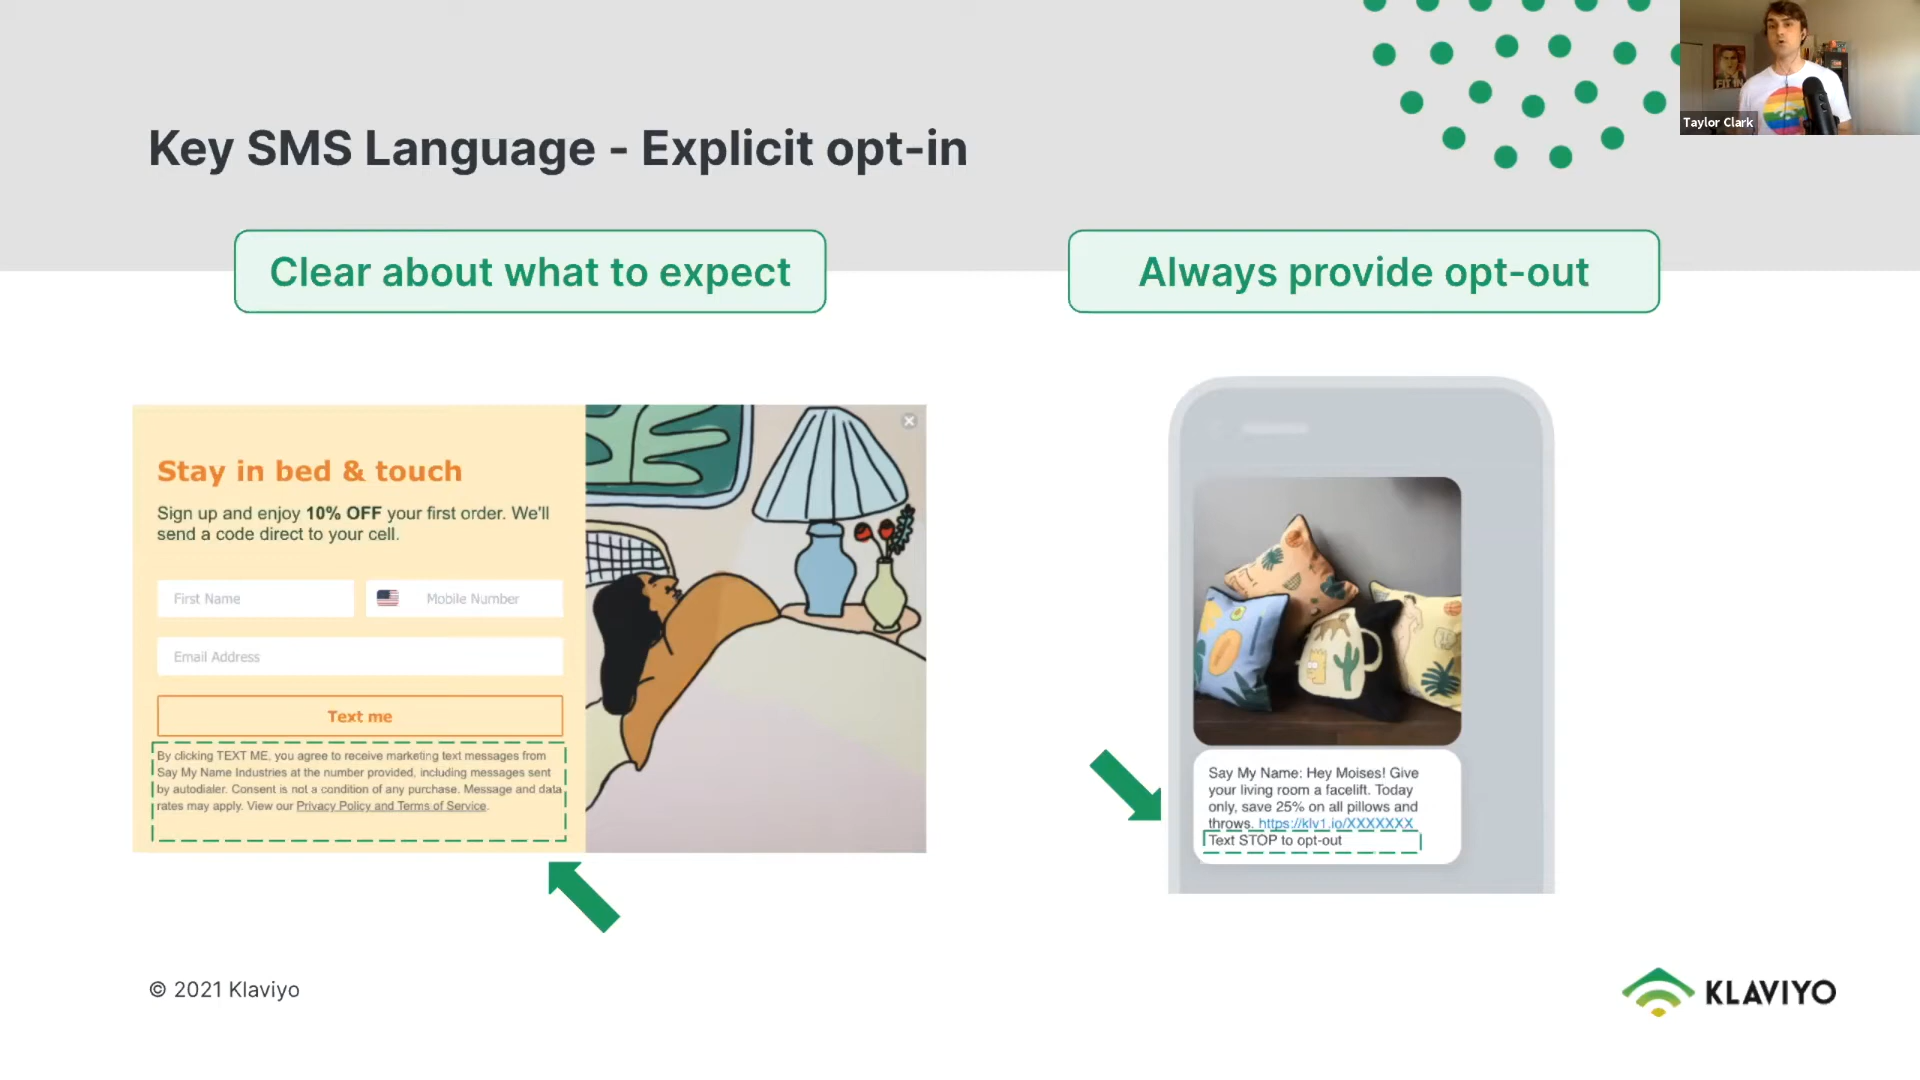 Key SMS Language - Explicit opt-in
Taylor Clark
Clear about what to expect
Always provide opt-out
Stay in bed & touch
Sign up and enjoy 10% OFF your first order. We'll
send a code direct to your cell.
First Name
Mobile Number
Email Address
Text me
By clicking TEXT ME, you agree to receive marketing text messages from
Say My Name Industries at the number provided, including messages sent
by autodialer. Consent is not a condition of any purchase. Message and data
rates may apply. View our Privacy Policy and Terms of Service.
Say My Name: Hey Moises! Give
your living room a facelift. Today
only, save 25% on all pillows and
throws. https://klv1.io/XXXXXXX
Text STOP to opt-out
© 2021 Klaviyo
KLAVIYO